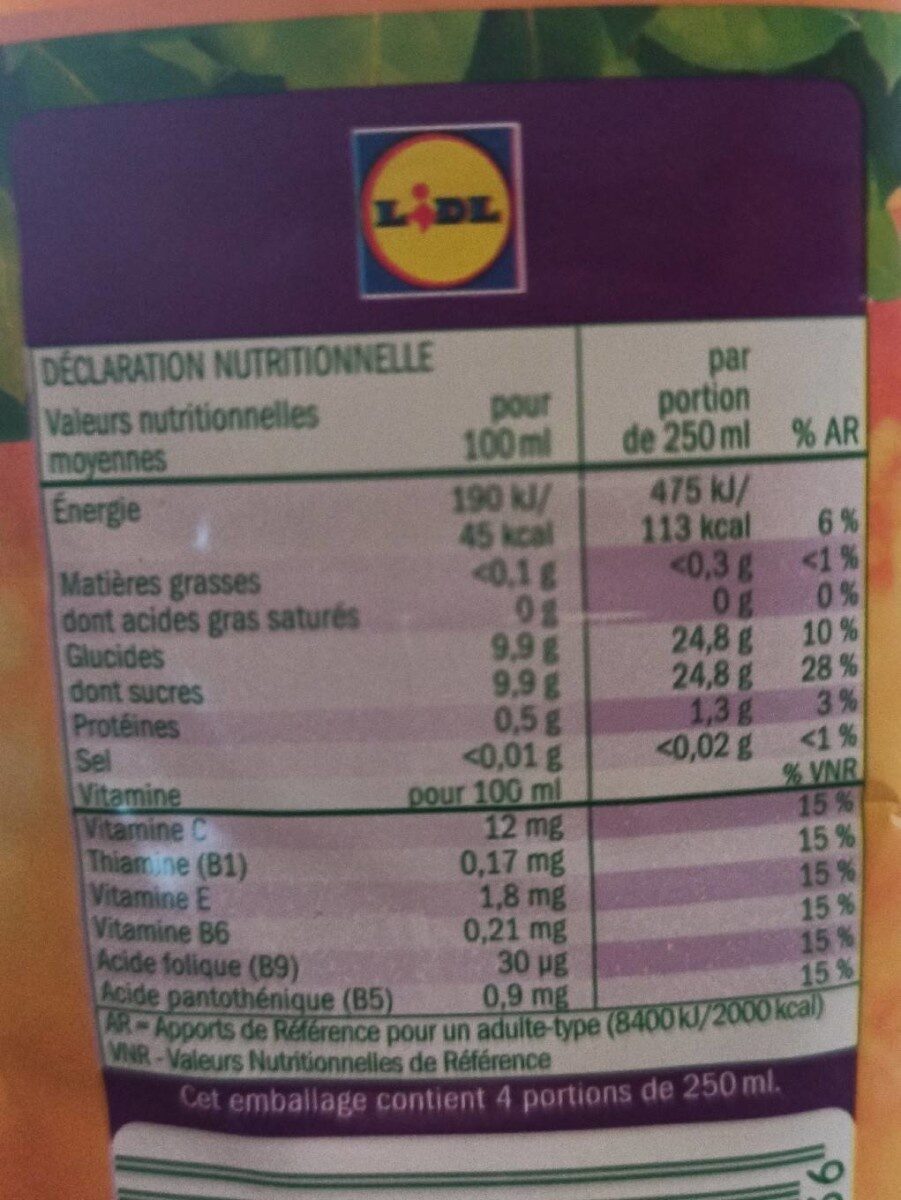 LiDL
DÉCLARATION NUTRITIONNELLE
Valeurs nutritionnelles moyennes pour 100 ml par portion de 250 ml % AR
Énergie 190 kJ/ 475 kJ/
45 kcal 113 kcal 6 %
Matières grasses <0,1 g <0,3 g <1 %
dont acides gras saturés 0 g 0 g 0 %
Glucides 9,9 g 24,8 g 10 %
dont sucres 9,9 g 24,8 g 28 %
Protéines 0,5 g 1,3 g 3 %
Sel <0,01 g <0,02 g <1 %
Vitamine pour 100 ml % VNR
Vitamine C 12 mg 15 %
Thiamine (B1) 0,17 mg 15 %
Vitamine E 1,8 mg 15 %
Vitamine B6 0,21 mg 15 %
Acide folique (B9) 30 µg 15 %
Acide pantothénique (B5) 0,9 mg 15 %
AR = Apports de Référence pour un adulte-type (8400 kJ/2000 kcal)
VNR - Valeurs Nutritionnelles de Référence
Cet emballage contient 4 portions de 250 ml.